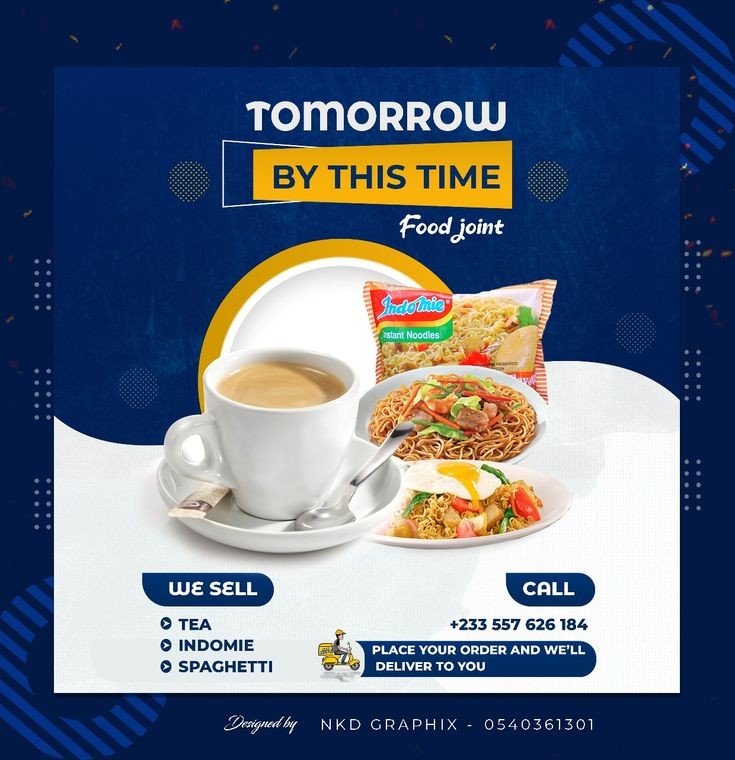 TOMORROW
BY THIS TIME
Food joint
Indomie
Instant Noodles
WE SELL
TEA
INDOMIE
SPAGHETTI
CALL
+233 557 626 184
PLACE YOUR ORDER AND WE'LL
DELIVER TO YOU
Designed by NKD GRAPHIX - 0540361301